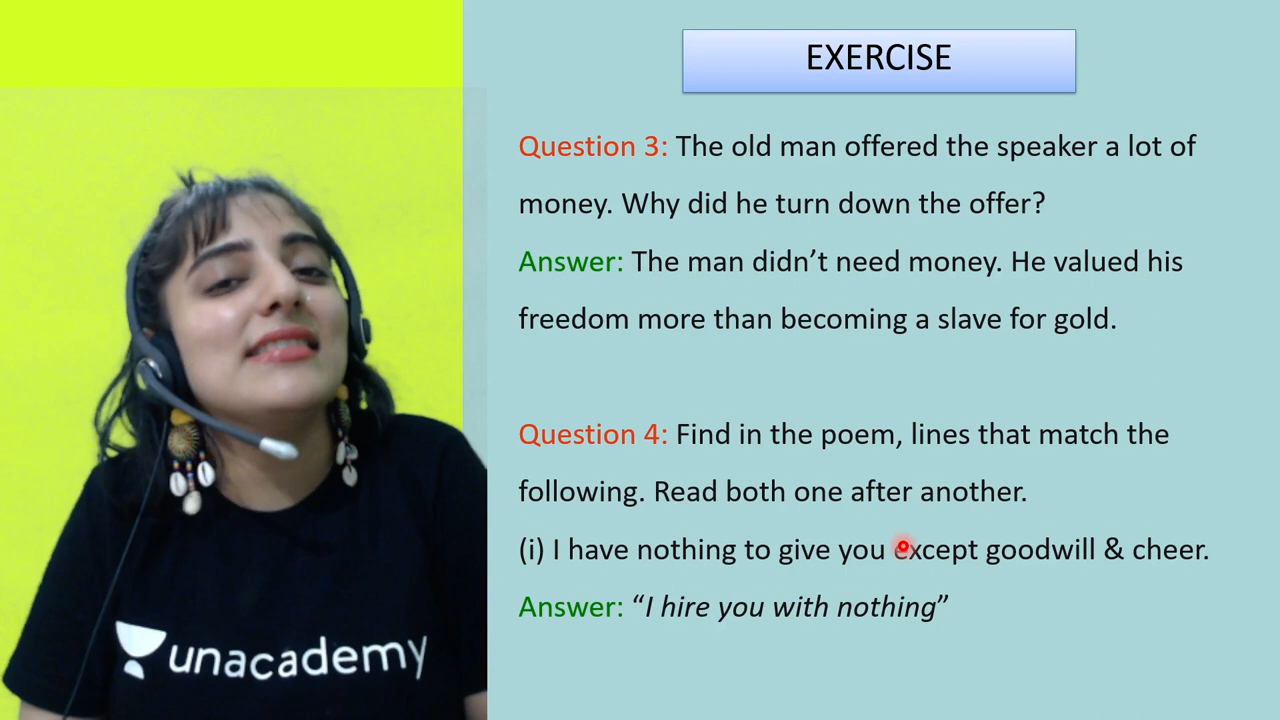 EXERCISE
Question 3: The old man offered the speaker a lot of
money. Why did he turn down the offer?
Answer: The man didn’t need money. He valued his
freedom more than becoming a slave for gold.
Question 4: Find in the poem, lines that match the
following. Read both one after another.
(i) I have nothing to give you except goodwill & cheer.
Answer: “I hire you with nothing”
unacademy